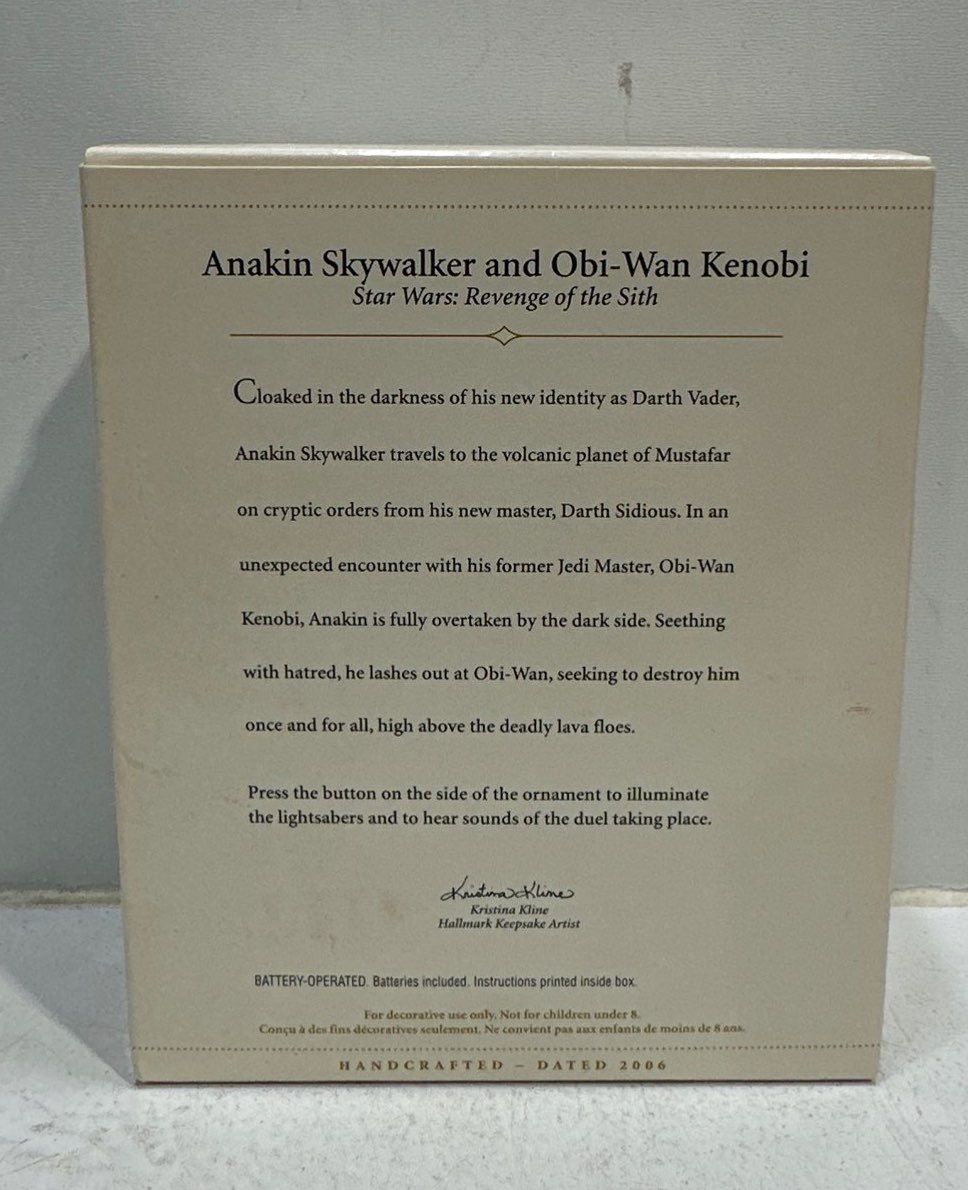 Anakin Skywalker and Obi-Wan Kenobi
Star Wars: Revenge of the Sith
Cloaked in the darkness of his new identity as Darth Vader,
Anakin Skywalker travels to the volcanic planet of Mustafar
on cryptic orders from his new master, Darth Sidious. In an
unexpected encounter with his former Jedi Master, Obi-Wan
Kenobi, Anakin is fully overtaken by the dark side. Seething
with hatred, he lashes out at Obi-Wan, seeking to destroy him
once and for all, high above the deadly lava floes.
Press the button on the side of the ornament to illuminate
the lightsabers and to hear sounds of the duel taking place.
Kristina Kline
Kristina Kline
Hallmark Keepsake Artist
BATTERY-OPERATED. Batteries included. Instructions printed inside box.
For decorative use only. Not for children under 8.
Conçu à des fins décoratives seulement. Ne convient pas aux enfants de moins de 8 ans.
HANDCRAFTED – DATED 2006